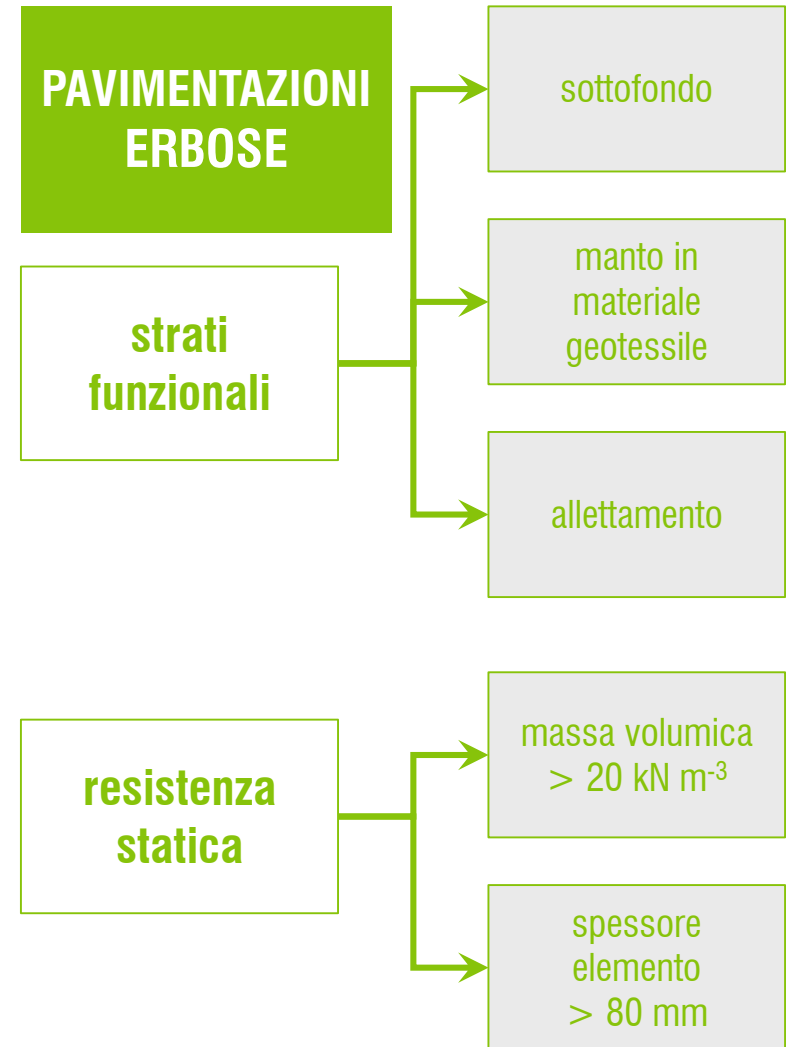 PAVIMENTAZIONI
ERBOSE
strati
funzionali
sottofondo
manto in
materiale
geotessile
allettamento
resistenza
statica
massa volumica
> 20 kN m⁻³
spessore
elemento
> 80 mm